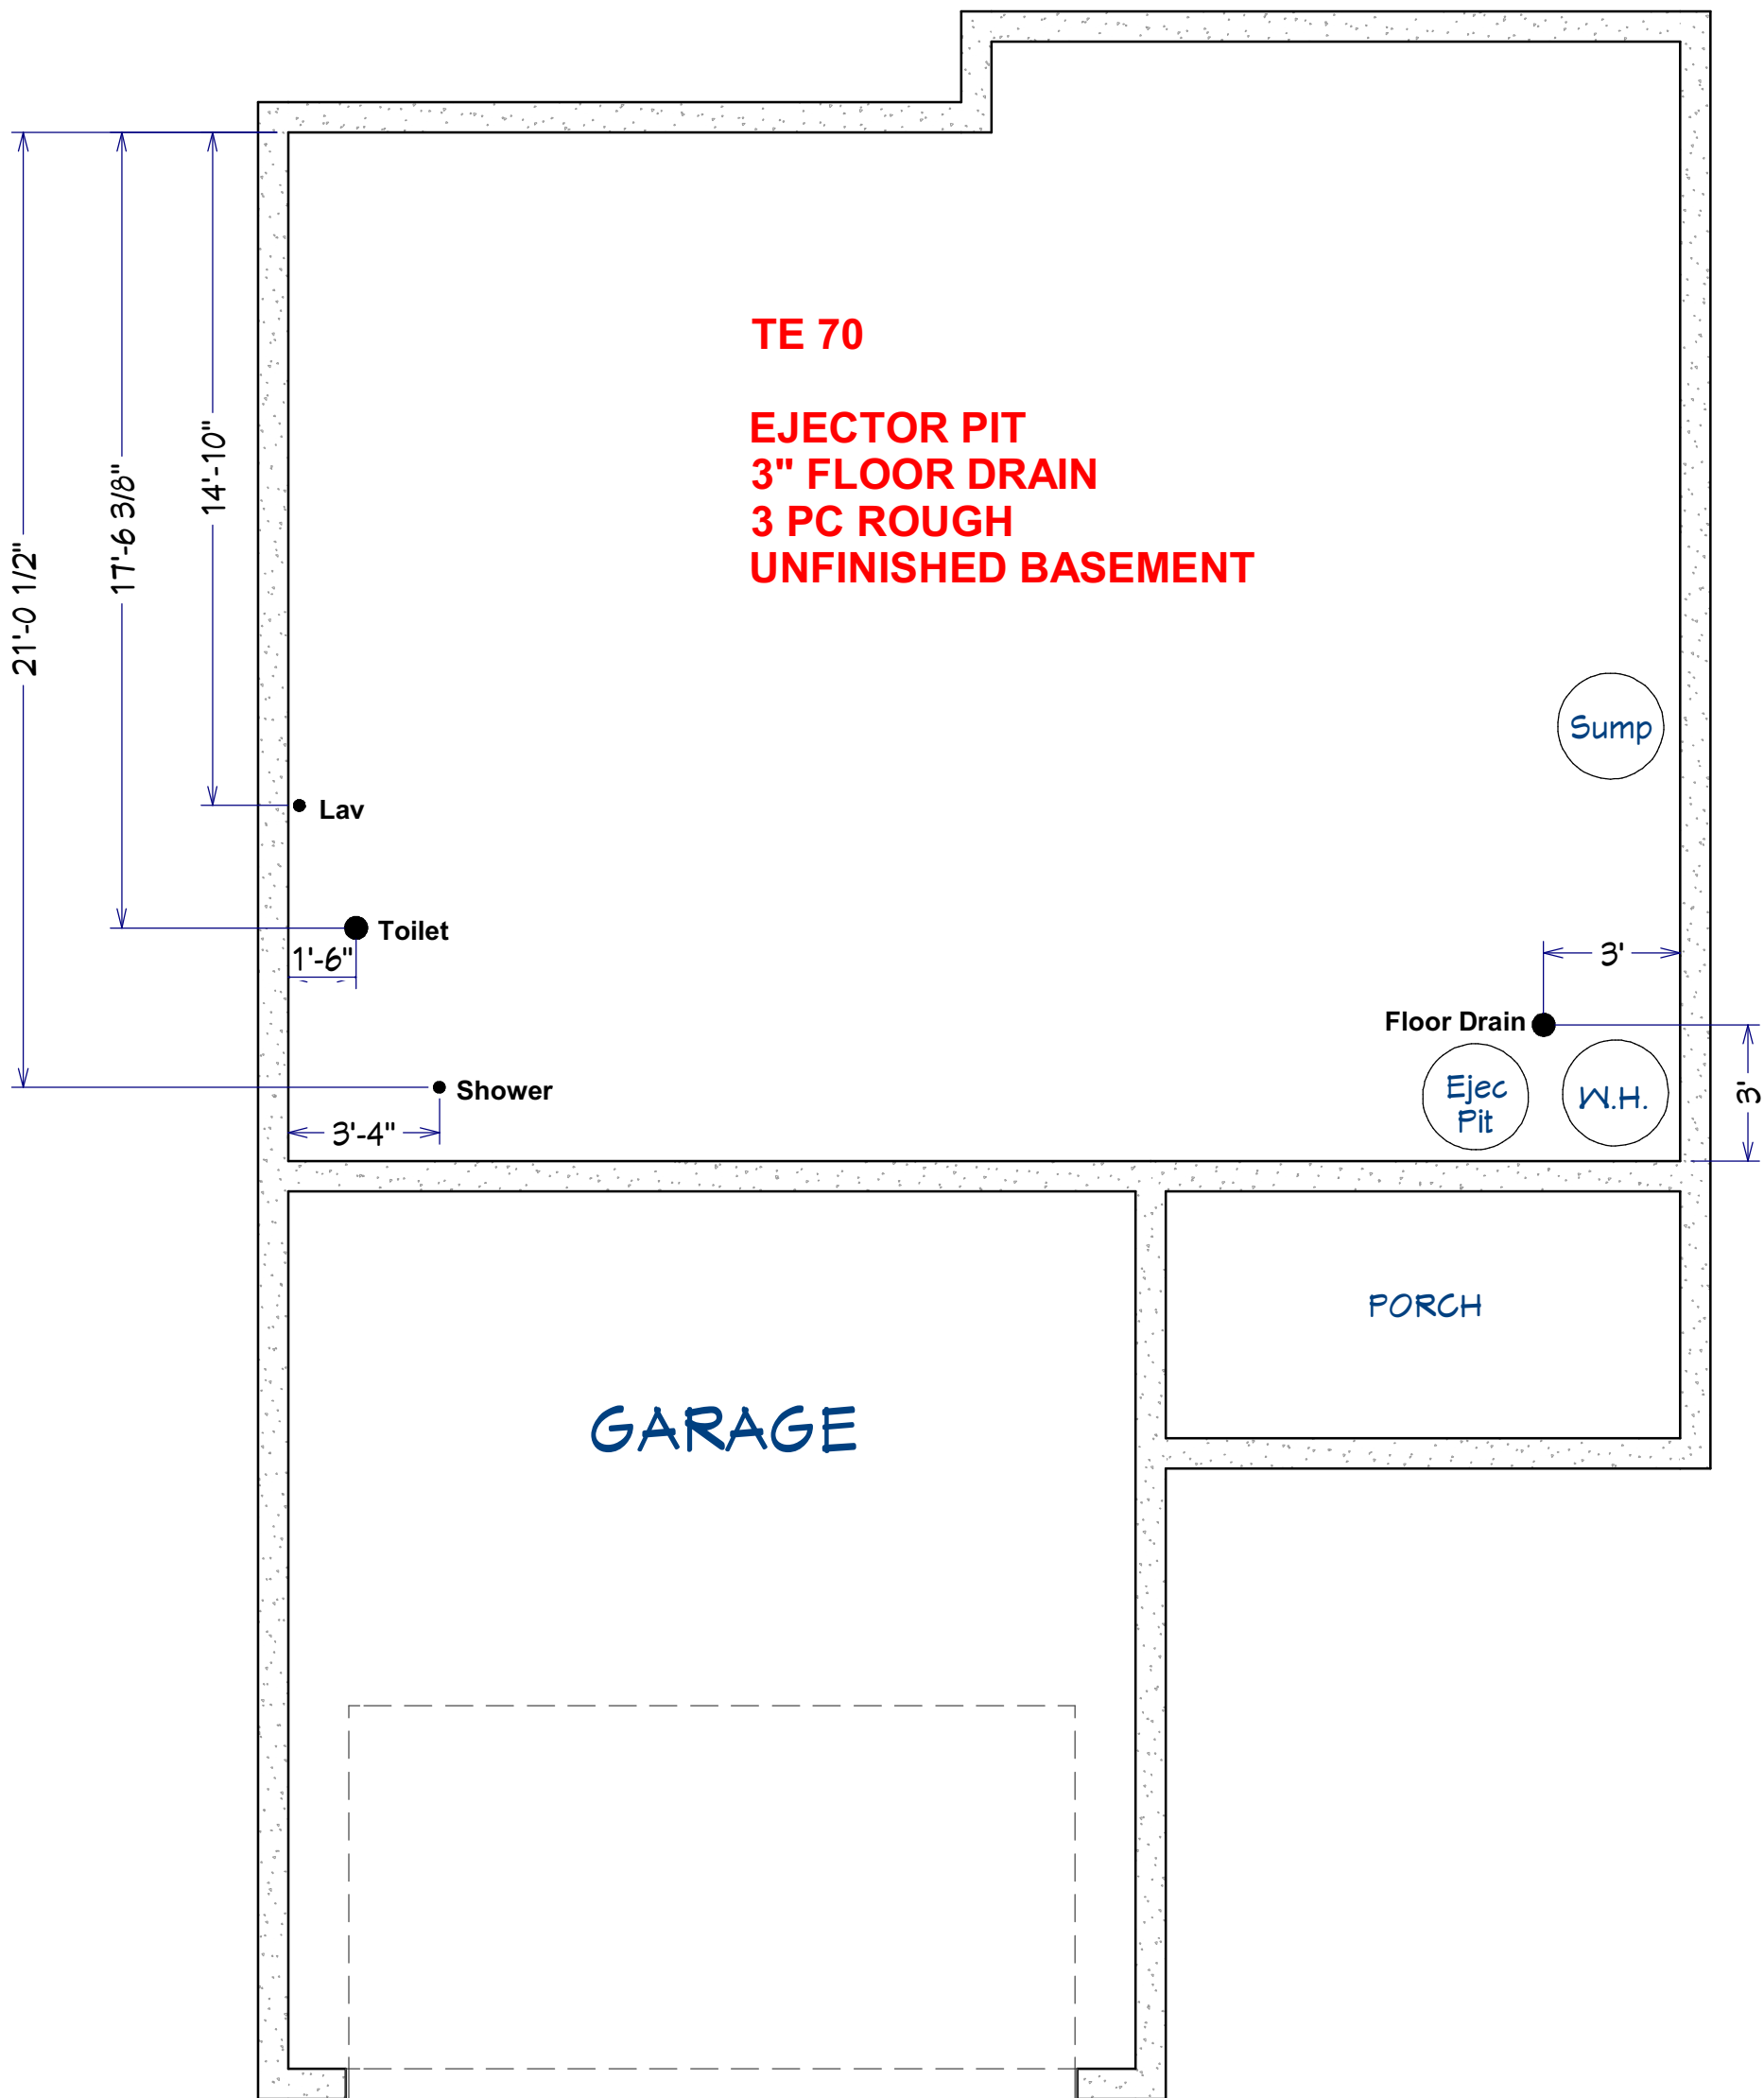 TE 70
EJECTOR PIT
3" FLOOR DRAIN
3 PC ROUGH
UNFINISHED BASEMENT
21'-0 1/2"
17'-6 3/8"
14'-10"
Sump
Lav
Toilet
1'-6"
3'
Floor Drain
Shower
3'-4"
Ejec
Pit
W.H.
3'
PORCH
GARAGE